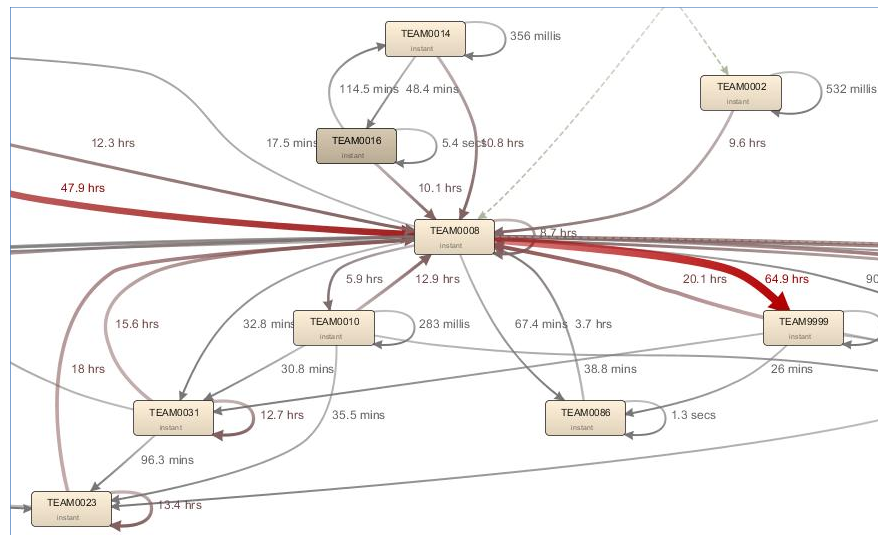 TEAM0014
instant
356 millis
TEAM0002
instant
532 millis
114.5 mins
48.4 mins
12.3 hrs
17.5 mins
TEAM0016
instant
5.4 secs
10.8 hrs
9.6 hrs
47.9 hrs
10.1 hrs
TEAM0008
instant
8.7 hrs
5.9 hrs
12.9 hrs
20.1 hrs
64.9 hrs
90
15.6 hrs
32.8 mins
TEAM0010
instant
283 millis
67.4 mins
3.7 hrs
TEAM9999
instant
18 hrs
30.8 mins
38.8 mins
26 mins
TEAM0031
instant
12.7 hrs
35.5 mins
TEAM0086
instant
1.3 secs
96.3 mins
TEAM0023
instant
13.4 hrs